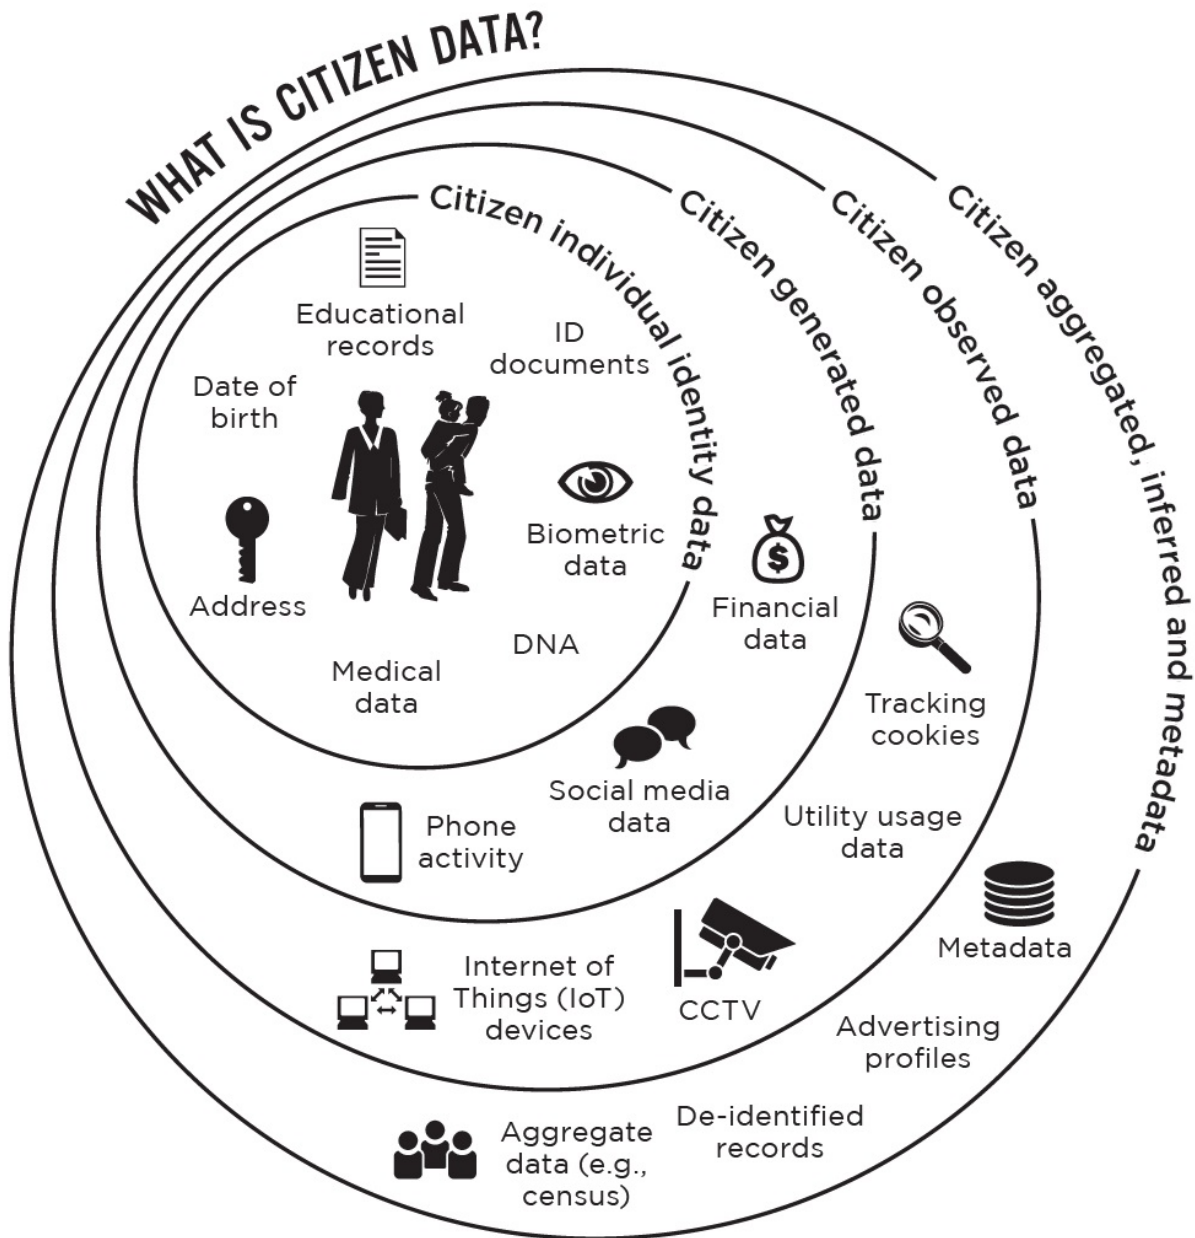 WHAT IS CITIZEN DATA?
Citizen individual identity data
Educational
records
ID
documents
Date of
birth
Biometric
data
Address
DNA
Medical
data
Citizen generated data
$
Financial
data
Social media
data
Phone
activity
Citizen observed data
Tracking
cookies
Utility usage
data
CCTV
Internet of
Things (IoT)
devices
Citizen aggregated, inferred and metadata
Metadata
Advertising
profiles
De-identified
records
Aggregate
data (e.g.,
census)